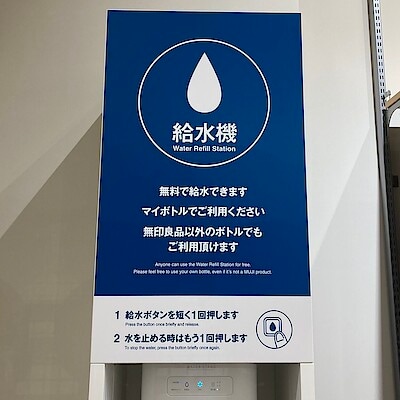 給水機
Water Refill Station
無料で給水できます
マイボトルでご利用ください
無印良品以外のボトルでも
ご利用頂けます
Anyone can use the Water Refill Station for free.
Please feel free to use your own bottle, even if it's not a MUJI product.
1 給水ボタンを短く1回押します
Press the button once briefly and release.
2 水を止める時はもう1回押します
To stop the water, press the button briefly once again.